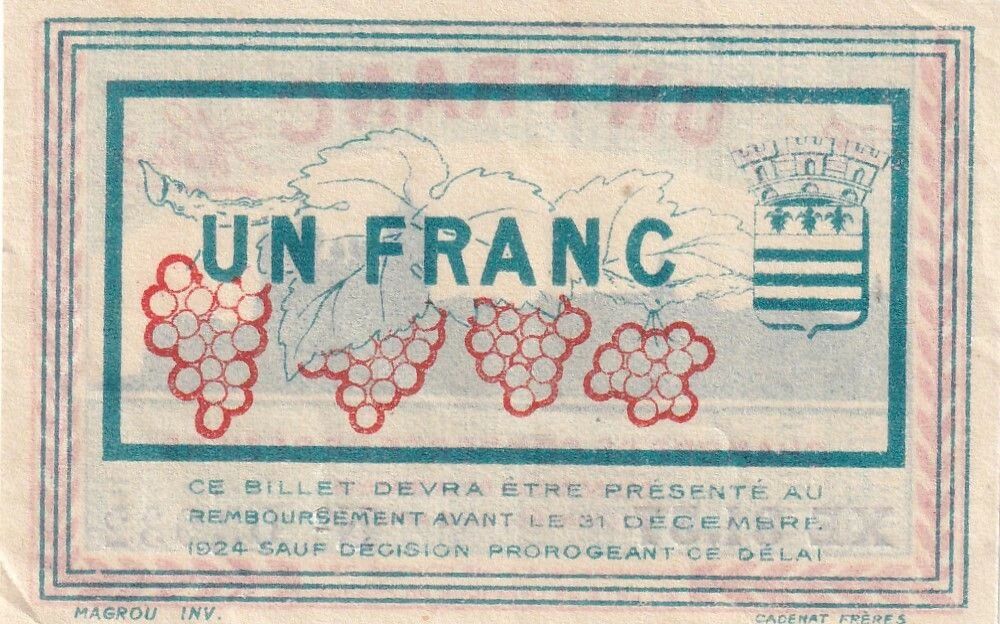 UN FRANC
CE BILLET DEVRA ÊTRE PRÉSENTÉ AU
REMBOURSEMENT AVANT LE 31 DECEMBRE
1924 SAUF DÉCISION PROROGEANT CE DÉLAI
MAGROU INV.
CADENAT FRÈRES